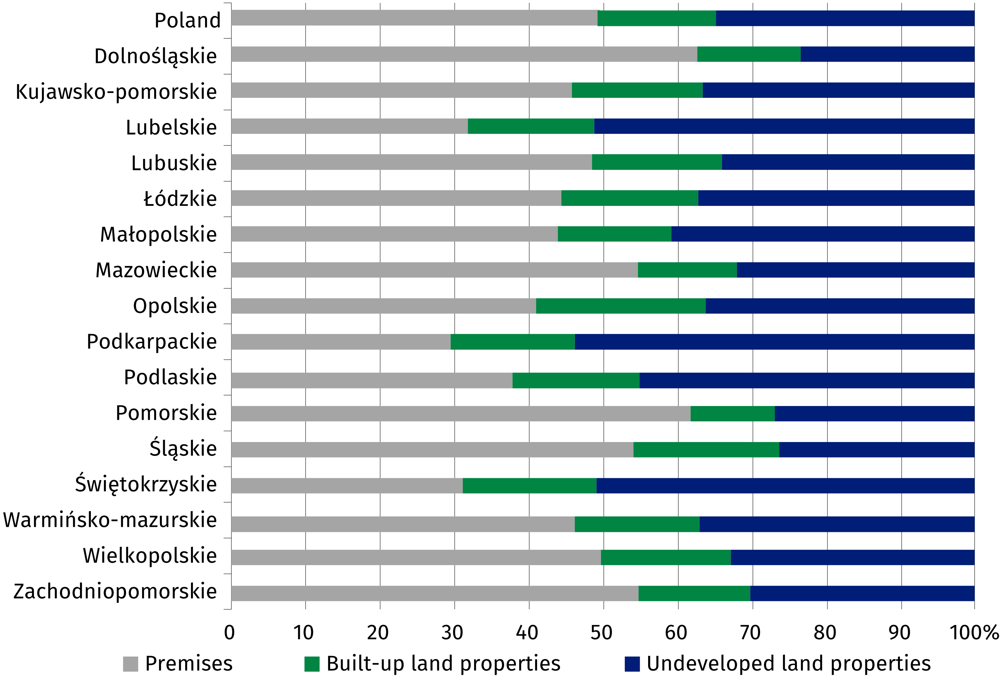 Poland
Dolnośląskie
Kujawsko-pomorskie
Lubelskie
Lubuskie
Łódzkie
Małopolskie
Mazowieckie
Opolskie
Podkarpackie
Podlaskie
Pomorskie
Śląskie
Świętokrzyskie
Warmińsko-mazurskie
Wielkopolskie
Zachodniopomorskie
0 10 20 30 40 50 60 70 80 90 100%
Premises Built-up land properties Undeveloped land properties